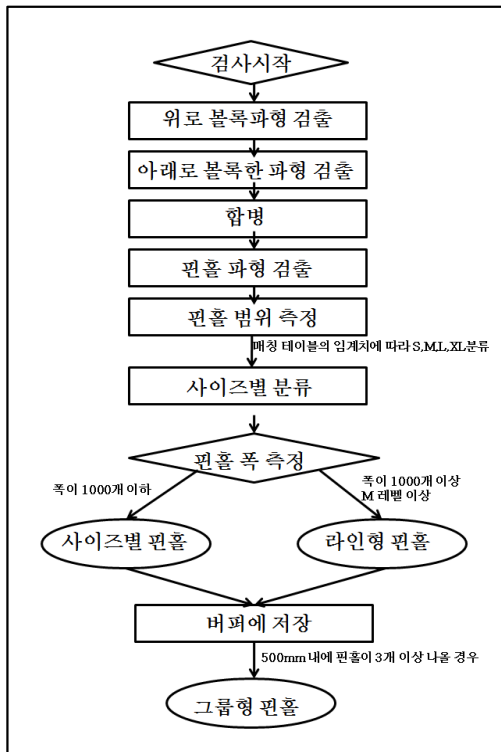 검사시작
위로 볼록파형 검출
아래로 볼록한 파형 검출
합병
핀홀 파형 검출
핀홀 범위 측정
매칭 테이블의 임계치에 따라 S,M,L,XL분류
사이즈별 분류
핀홀 폭 측정
폭이 1000개 이하
폭이 1000개 이상
M 레벨 이상
사이즈별 핀홀
라인형 핀홀
버퍼에 저장
500mm 내에 핀홀이 3개 이상 나올 경우
그룹형 핀홀